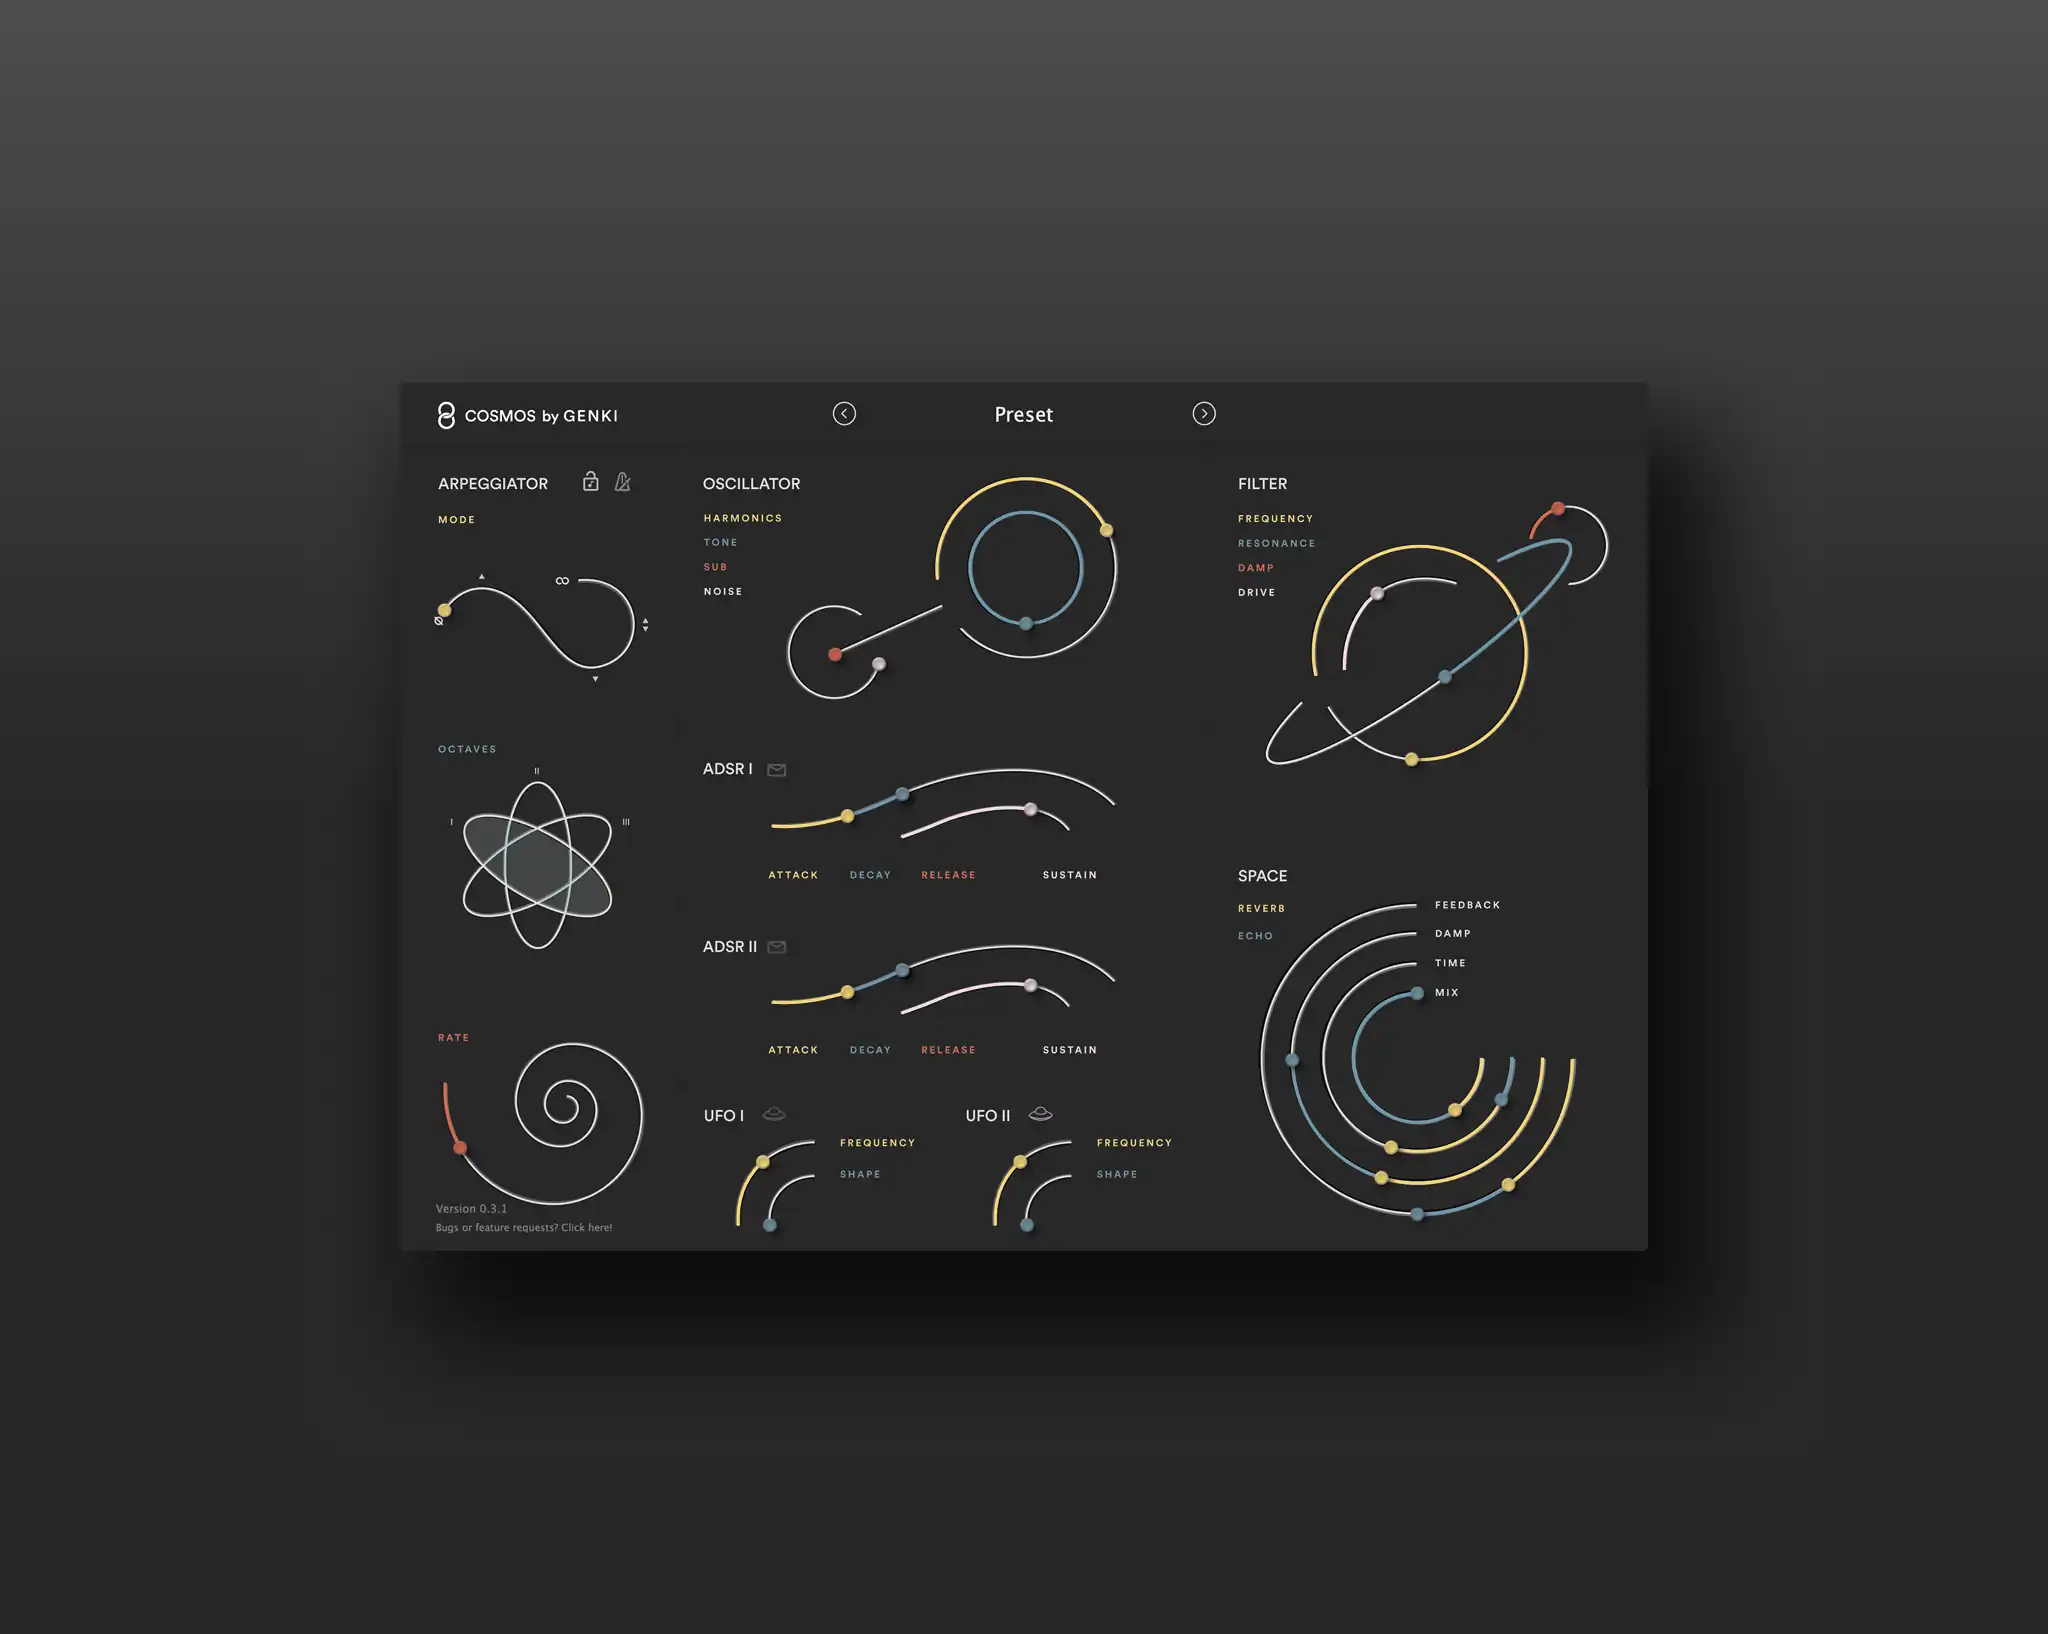 COSMOS by GENKI
Preset
ARPEGGIATOR
MODE
∞
Ø
OCTAVES
II
I
III
RATE
Version 0.3.1
Bugs or feature requests? Click here!
OSCILLATOR
HARMONICS
TONE
SUB
NOISE
ADSR I
ATTACK DECAY RELEASE SUSTAIN
ADSR II
ATTACK DECAY RELEASE SUSTAIN
UFO I
FREQUENCY
SHAPE
UFO II
FREQUENCY
SHAPE
FILTER
FREQUENCY
RESONANCE
DAMP
DRIVE
SPACE
REVERB
ECHO
FEEDBACK
DAMP
TIME
MIX